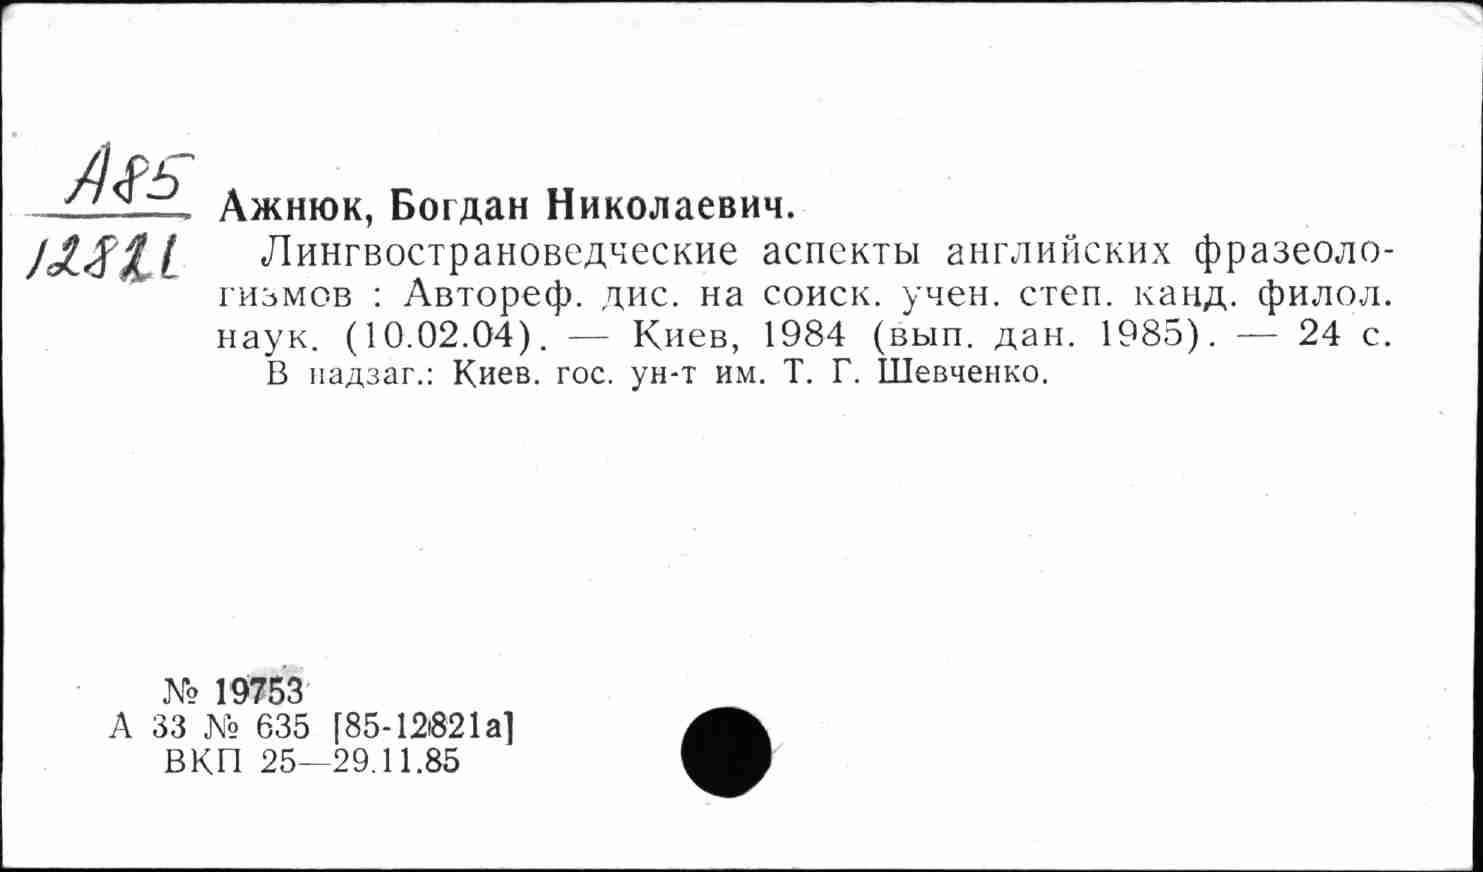 А85
12821
Ажнюк, Богдан Николаевич.
Лингвострановедческие аспекты английских фразеоло-
гизмов : Автореф. дис. на соиск. учен. степ. канд. филол.
наук. (10.02.04). — Киев, 1984 (вып. дан. 1985). — 24 с.
В надзаг.: Киев. гос. ун-т им. Т. Г. Шевченко.
№ 19753
А 33 № 635 [85-12821а]
ВКП 25—29.11.85